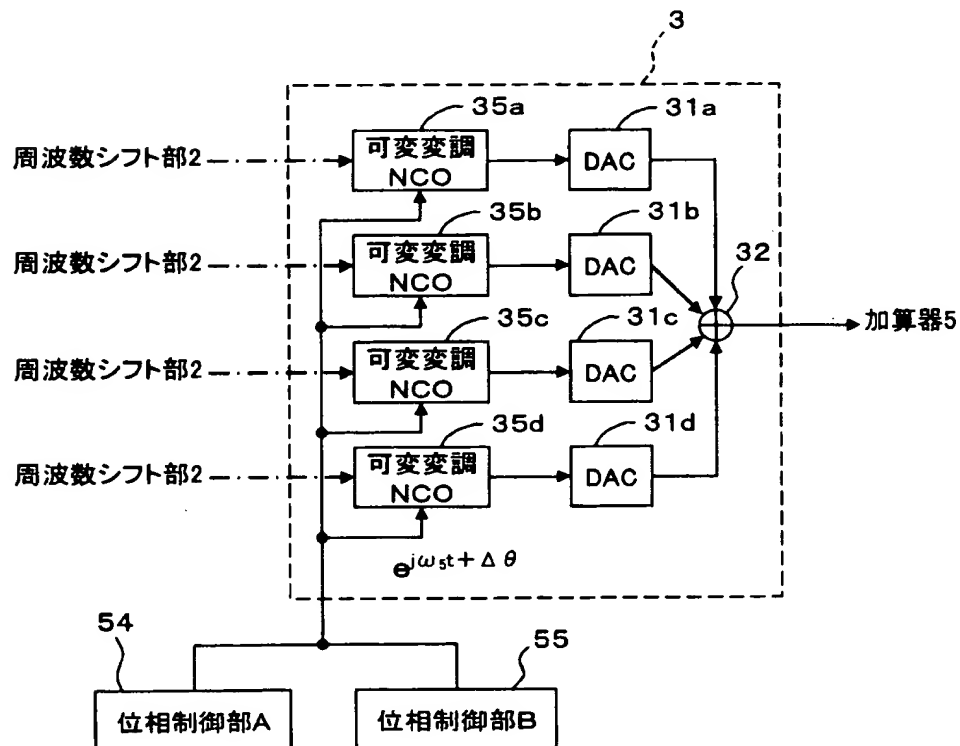 3
35a
31a
周波数シフト部2
可変変調
NCO
DAC
35b
31b
周波数シフト部2
可変変調
NCO
DAC
32
35c
31c
加算器5
周波数シフト部2
可変変調
NCO
DAC
35d
31d
周波数シフト部2
可変変調
NCO
DAC
e^{jω₅t+Δθ}
54
55
位相制御部A
位相制御部B